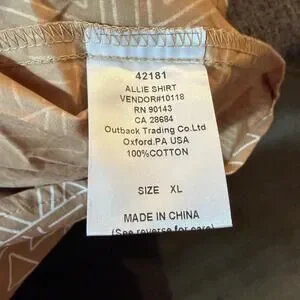 42181
ALLIE SHIRT
VENDOR#10118
RN 90143
CA 28684
Outback Trading Co.Ltd
Oxford.PA USA
100%COTTON
SIZE XL
MADE IN CHINA
(See reverse for care)